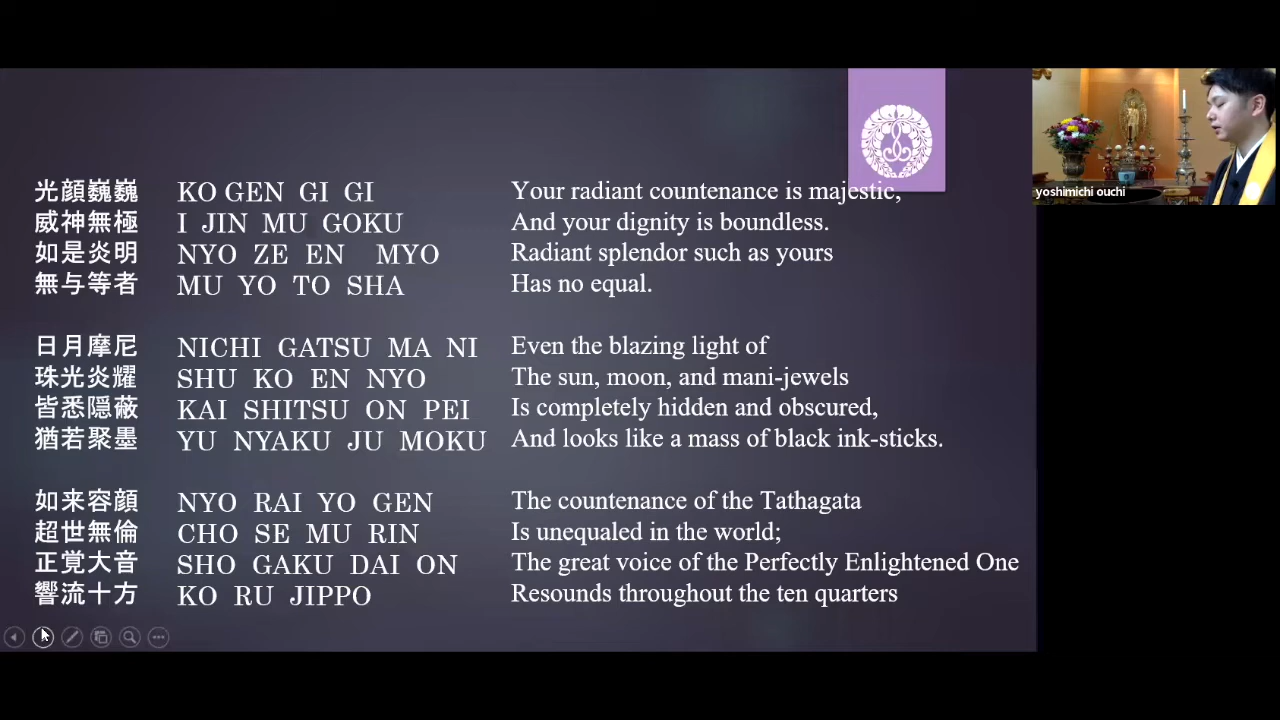 光顔巍巍 KO GEN GI GI Your radiant countenance is majestic,
威神無極 I JIN MU GOKU And your dignity is boundless.
如是炎明 NYO ZE EN MYO Radiant splendor such as yours
無与等者 MU YO TO SHA Has no equal.
日月摩尼 NICHI GATSU MA NI Even the blazing light of
珠光炎耀 SHU KO EN NYO The sun, moon, and mani-jewels
皆悉隠蔽 KAI SHITSU ON PEI Is completely hidden and obscured,
猶若聚墨 YU NYAKU JU MOKU And looks like a mass of black ink-sticks.
如来容顔 NYO RAI YO GEN The countenance of the Tathagata
超世無倫 CHO SE MU RIN Is unequaled in the world;
正覚大音 SHO GAKU DAI ON The great voice of the Perfectly Enlightened One
響流十方 KO RU JIPPO Resounds throughout the ten quarters
yoshimichi ouchi